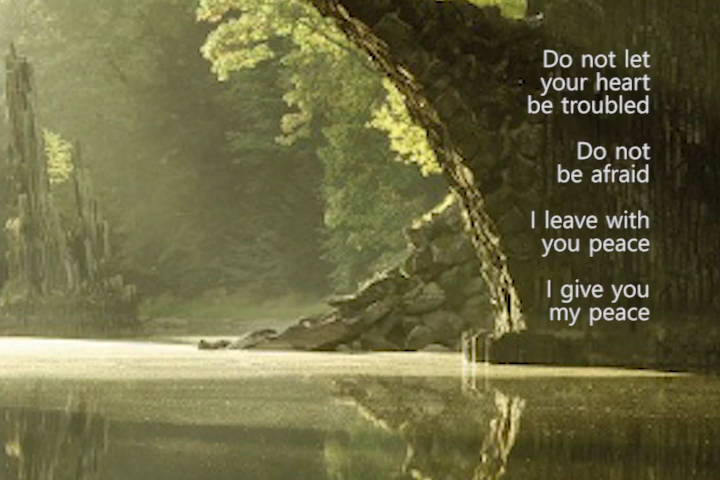 Do not let
your heart
be troubled
Do not
be afraid
I leave with
you peace
I give you
my peace